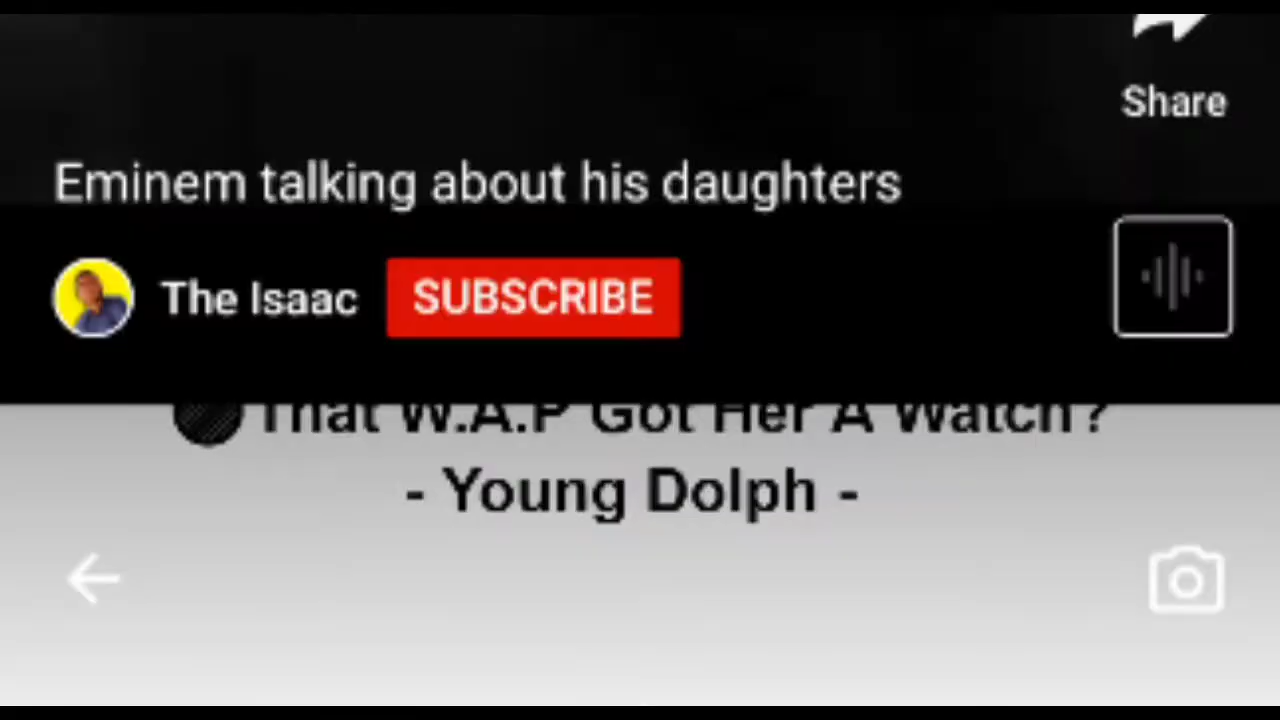 Share
Eminem talking about his daughters
The Isaac
SUBSCRIBE
That W.A.P Got Her A Watch?
- Young Dolph -